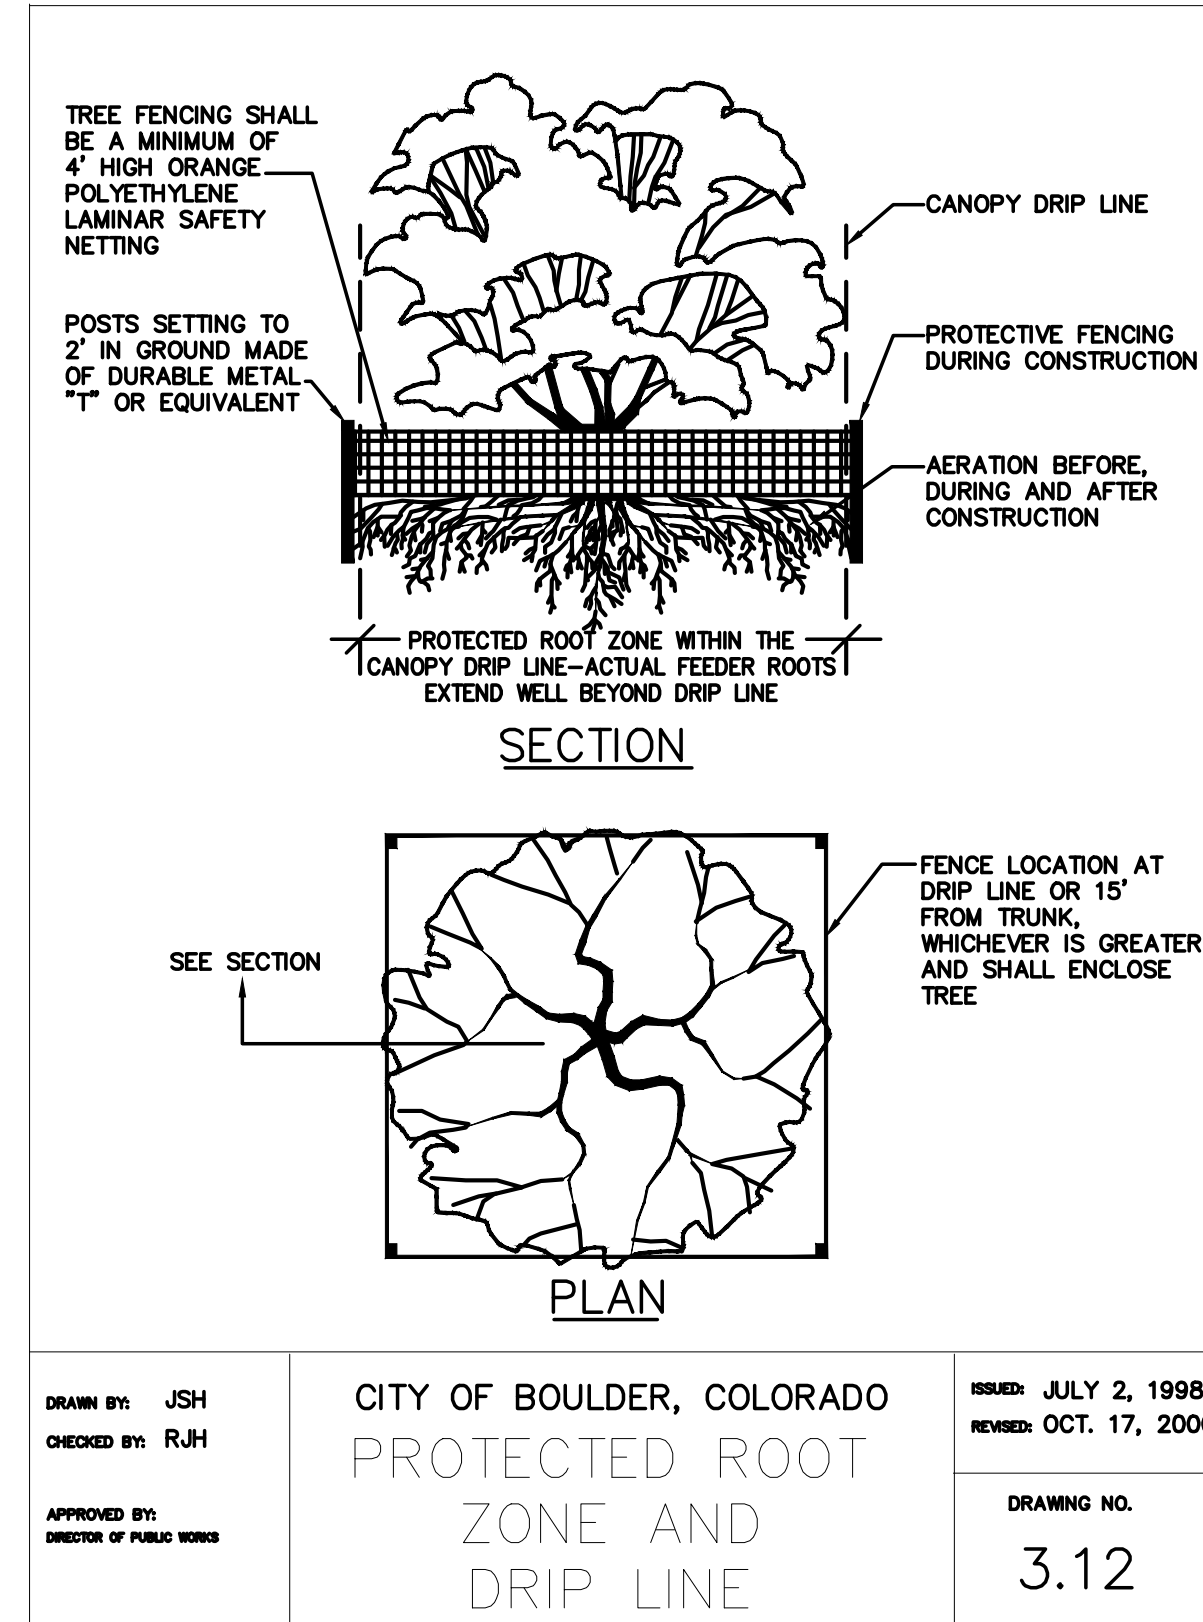 TREE FENCING SHALL
BE A MINIMUM OF
4' HIGH ORANGE
POLYETHYLENE
LAMINAR SAFETY
NETTING
POSTS SETTING TO
2' IN GROUND MADE
OF DURABLE METAL
"T" OR EQUIVALENT
CANOPY DRIP LINE
PROTECTIVE FENCING
DURING CONSTRUCTION
AERATION BEFORE,
DURING AND AFTER
CONSTRUCTION
PROTECTED ROOT ZONE WITHIN THE
CANOPY DRIP LINE-ACTUAL FEEDER ROOTS
EXTEND WELL BEYOND DRIP LINE
SECTION
SEE SECTION
FENCE LOCATION AT
DRIP LINE OR 15'
FROM TRUNK,
WHICHEVER IS GREATER
AND SHALL ENCLOSE
TREE
PLAN
DRAWN BY: JSH
CHECKED BY: RJH
APPROVED BY:
DIRECTOR OF PUBLIC WORKS
CITY OF BOULDER, COLORADO
PROTECTED ROOT
ZONE AND
DRIP LINE
ISSUED: JULY 2, 1998
REVISED: OCT. 17,
DRAWING NO.
3.12